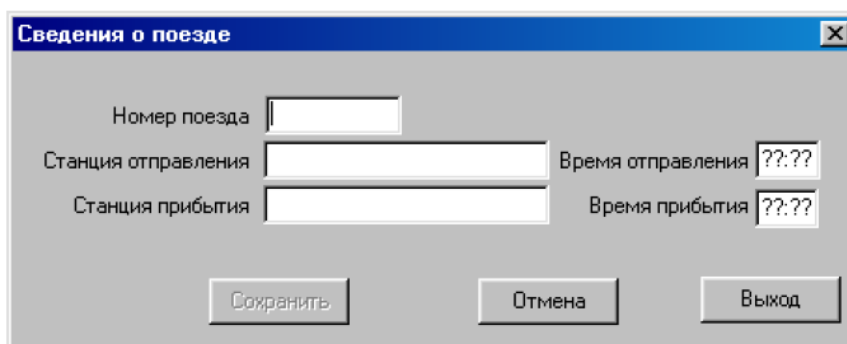 Сведения о поезде
Номер поезда
Станция отправления Время отправления ??:??
Станция прибытия Время прибытия ??:??
Сохранить Отмена Выход